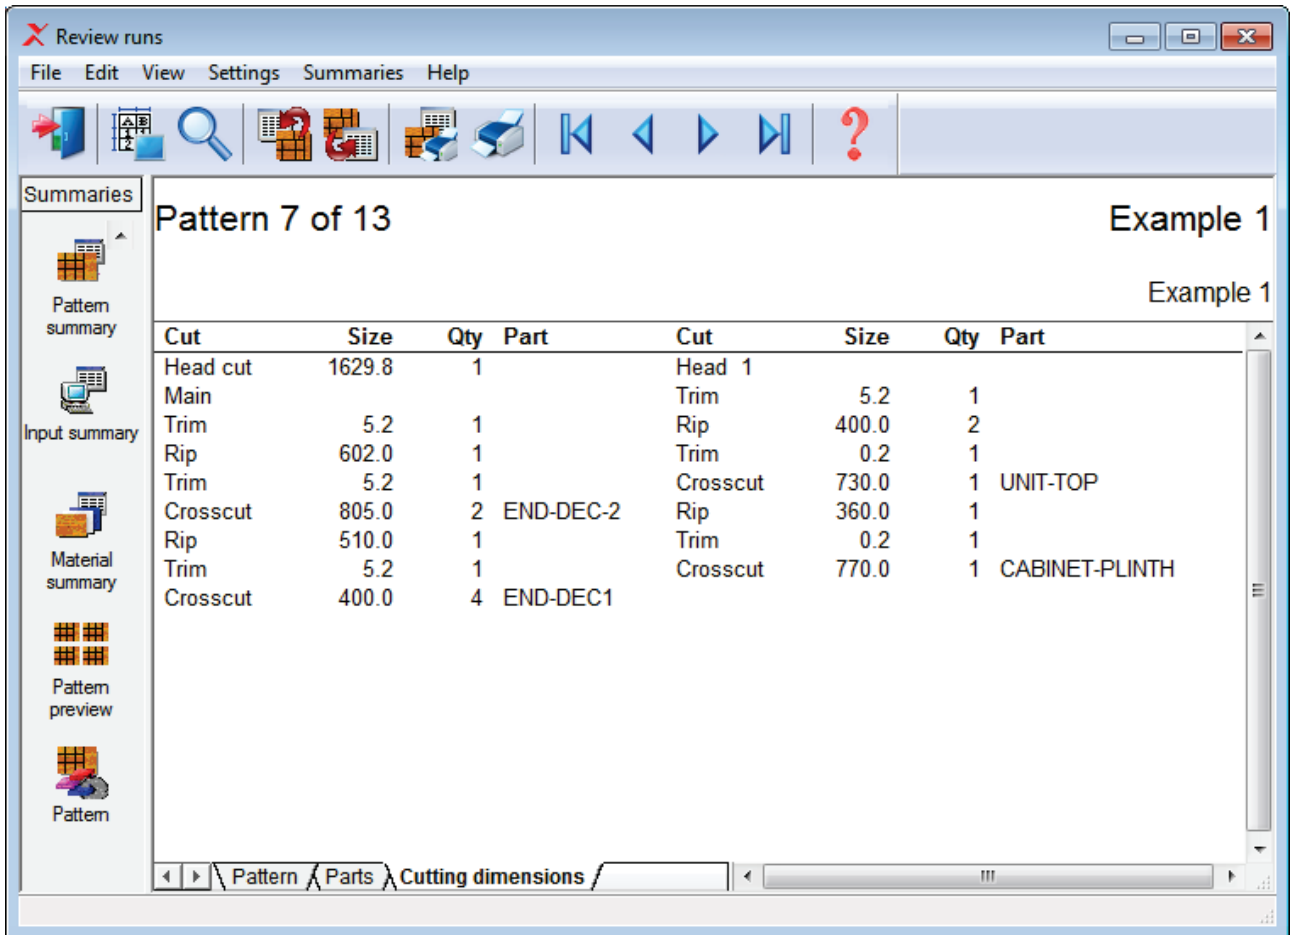 Review runs
File Edit View Settings Summaries Help
Summaries
Pattern
summary
Input summary
Material
summary
Pattern
preview
Pattern
Pattern 7 of 13 Example 1
Example 1
Cut Size Qty Part Cut Size Qty Part
Head cut 1629.8 1 Head 1
Main Trim 5.2 1
Trim 5.2 1 Rip 400.0 2
Rip 602.0 1 Trim 0.2 1
Trim 5.2 1 Crosscut 730.0 1 UNIT-TOP
Crosscut 805.0 2 END-DEC-2 Rip 360.0 1
Rip 510.0 1 Trim 0.2 1
Trim 5.2 1 Crosscut 770.0 1 CABINET-PLINTH
Crosscut 400.0 4 END-DEC1
Pattern Parts Cutting dimensions